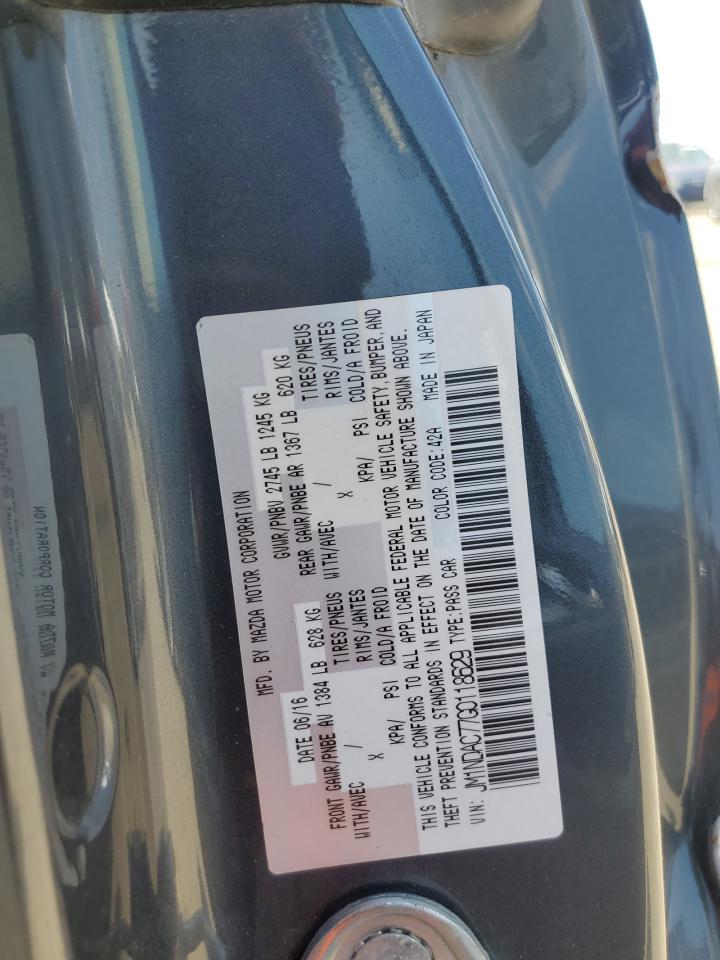 MFD. BY MAZDA MOTOR CORPORATION
DATE 06/16 GVWR/PNBV 2745 LB 1245 KG
FRONT GAWR/PNBE AV 1384 LB 628 KG REAR GAWR/PNBE AR 1367 LB 620 KG
WITH/AVEC / TIRES/PNEUS WITH/AVEC / TIRES/PNEUS
X RIMS/JANTES X RIMS/JANTES
KPA/ PSI COLD/A FROID KPA/ PSI COLD/A FROID
THIS VEHICLE CONFORMS TO ALL APPLICABLE FEDERAL MOTOR VEHICLE SAFETY, BUMPER, AND
THEFT PREVENTION STANDARDS IN EFFECT ON THE DATE OF MANUFACTURE SHOWN ABOVE.
VIN: JM1NDAC77G0118629 TYPE:PASS CAR COLOR CODE:42A MADE IN JAPAN
MAZDA MOTOR CORPORATION